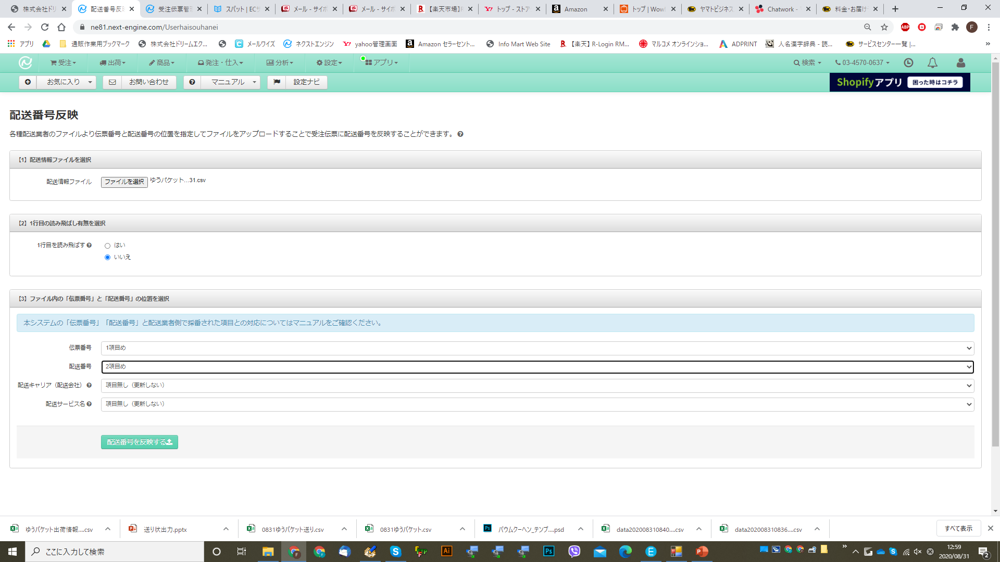 株式会社ドリ
配送番号反
受注伝票管
スパット | ECサ
メール - サイボ
メール - サイボ
【楽天市場】F
トップ - ストア
Amazon
トップ | Wow!
ヤマトビジネス
Chatwork -
料金・お届け
ne81.next-engine.com/Userhaisouhanei
アプリ
通販作業用ブックマーク
株式会社ドリームエク...
メールワイズ
ネクストエンジン
yahoo管理画面
Amazon セラーセント...
Info Mart Web Site
【楽天】R-Login RM...
マルコメ オンラインショ...
ADPRINT
人名漢字辞典 - 読...
サービスセンター一覧 |...
受注
出荷
商品
発注・仕入
分析
設定
アプリ
検索
03-4570-0637
お気に入り
お問い合わせ
マニュアル
設定ナビ
Shopifyアプリ 困った時はコチラ
配送番号反映
各種配送業者のファイルより伝票番号と配送番号の位置を指定してファイルをアップロードすることで受注伝票に配送番号を反映することができます。
【1】配送情報ファイルを選択
配送情報ファイル ファイルを選択 ゆうパケット...31.csv
【2】1行目の読み飛ばし有無を選択
1行目を読み飛ばす はい
いいえ
【3】ファイル内の「伝票番号」と「配送番号」の位置を選択
本システムの「伝票番号」「配送番号」と配送業者側で採番された項目との対応についてはマニュアルをご確認ください。
伝票番号 1項目め
配送番号 2項目め
配送キャリア（配送会社） 項目無し（更新しない）
配送サービス名 項目無し（更新しない）
配送番号を反映する
ゆうパケット出荷情報....csv
送り状出力.pptx
0831ゆうパケット送り.csv
0831ゆうパケット.csv
バウムクーヘン_テンプ....psd
data202008310840....csv
data202008310836....csv
すべて表示
ここに入力して検索
12:59
2020/08/31
2